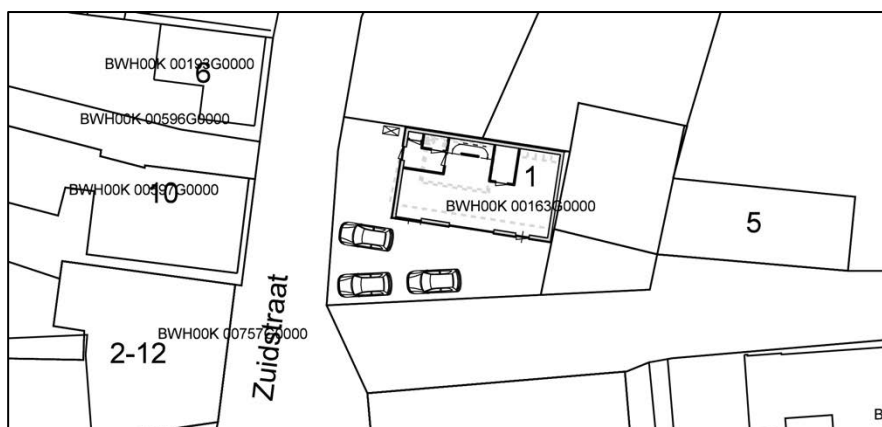 BWH00K 00193G0000
6
BWH00K 00596G0000
BWH00K 00597G0000
10
1
BWH00K 00163G0000
5
BWH00K 00757G0000
2-12
Zuidstraat
B